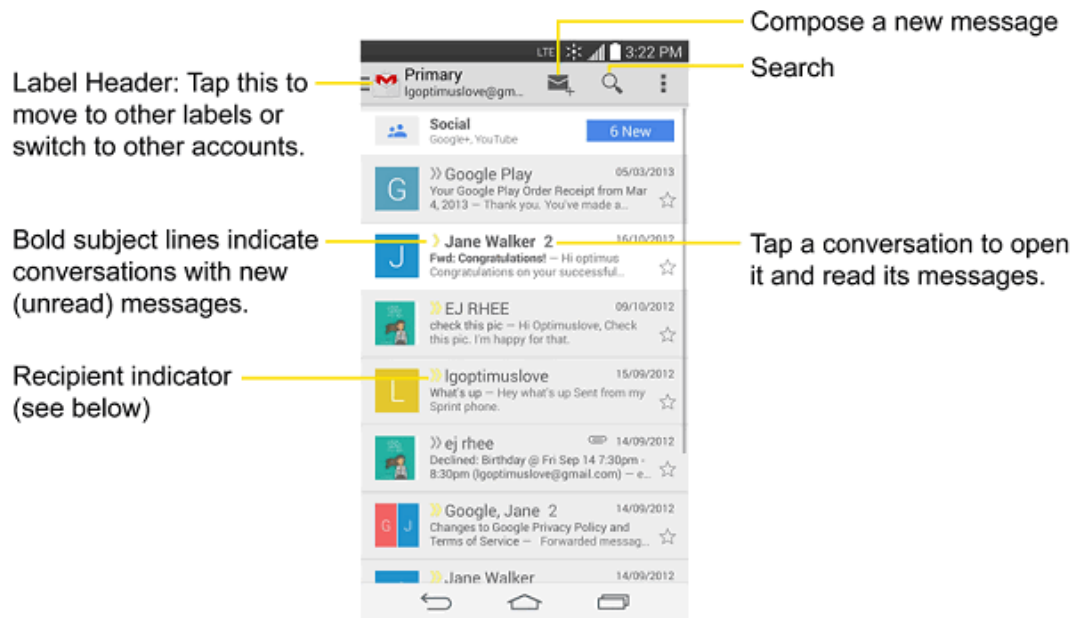 Compose a new message
LTE 3:22 PM
Search
Label Header: Tap this to
move to other labels or
switch to other accounts.
Primary
lgoptimuslove@gm...
Social
Google+, YouTube
6 New
G
Google Play
05/03/2013
Your Google Play Order Receipt from Mar
4, 2013 – Thank you. You've made a...
Bold subject lines indicate
conversations with new
(unread) messages.
J
Jane Walker 2
16/10/2012
Fwd: Congratulations! – Hi optimus
Congratulations on your successful...
Tap a conversation to open
it and read its messages.
EJ RHEE
09/10/2012
check this pic – Hi Optimuslove, Check
this pic. I'm happy for that.
Recipient indicator
(see below)
L
lgoptimuslove
15/09/2012
What's up – Hey what's up Sent from my
Sprint phone.
ej rhee
14/09/2012
Declined: Birthday @ Fri Sep 14 7:30pm -
8:30pm (lgoptimuslove@gmail.com) – e...
G J
Google, Jane 2
14/09/2012
Changes to Google Privacy Policy and
Terms of Service – Forwarded messag...
Jane Walker
14/09/2012